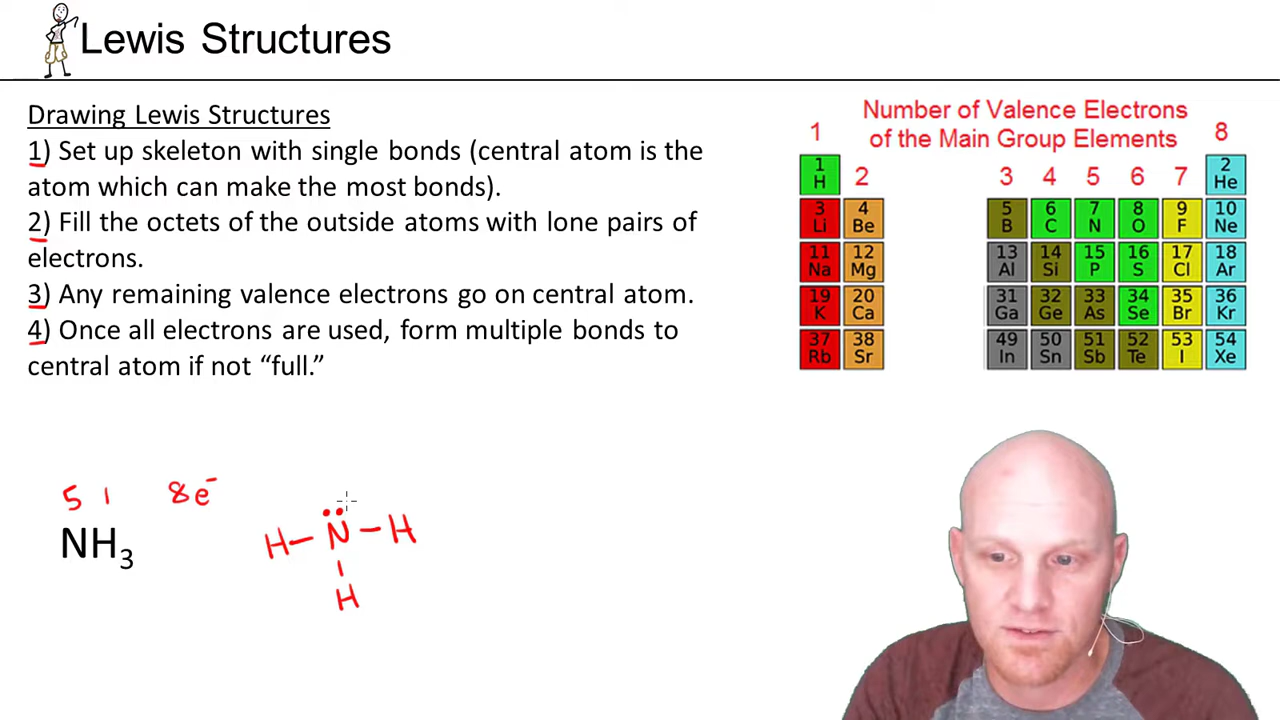 Lewis Structures
Drawing Lewis Structures
1) Set up skeleton with single bonds (central atom is the
atom which can make the most bonds).
2) Fill the octets of the outside atoms with lone pairs of
electrons.
3) Any remaining valence electrons go on central atom.
4) Once all electrons are used, form multiple bonds to
central atom if not “full.”
Number of Valence Electrons
of the Main Group Elements
1 8
2 3 4 5 6 7
1 2
H He
3 4 5 6 7 8 9 10
Li Be B C N O F Ne
11 12 13 14 15 16 17 18
Na Mg Al Si P S Cl Ar
19 20 31 32 33 34 35 36
K Ca Ga Ge As Se Br Kr
37 38 49 50 51 52 53 54
Rb Sr In Sn Sb Te I Xe
5 1 8e⁻
NH₃
H–N–H
H